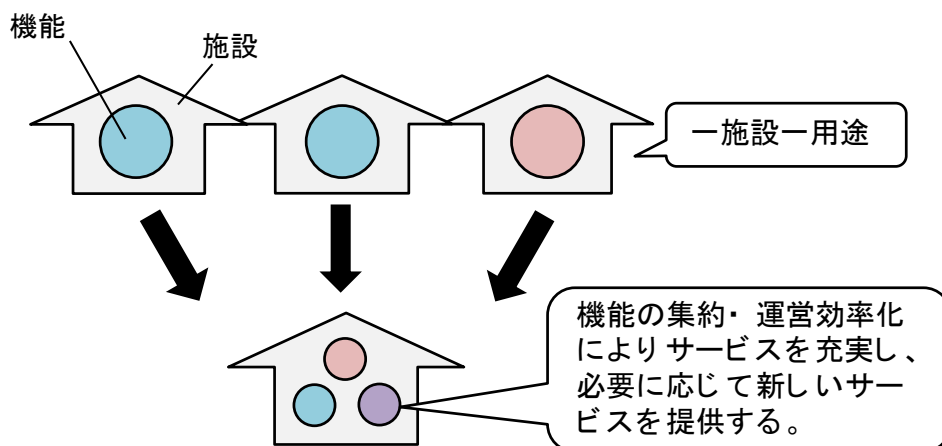 機能
施設
一施設一用途
機能の集約・運営効率化
によりサービスを充実し、
必要に応じて新しいサー
ビスを提供する。